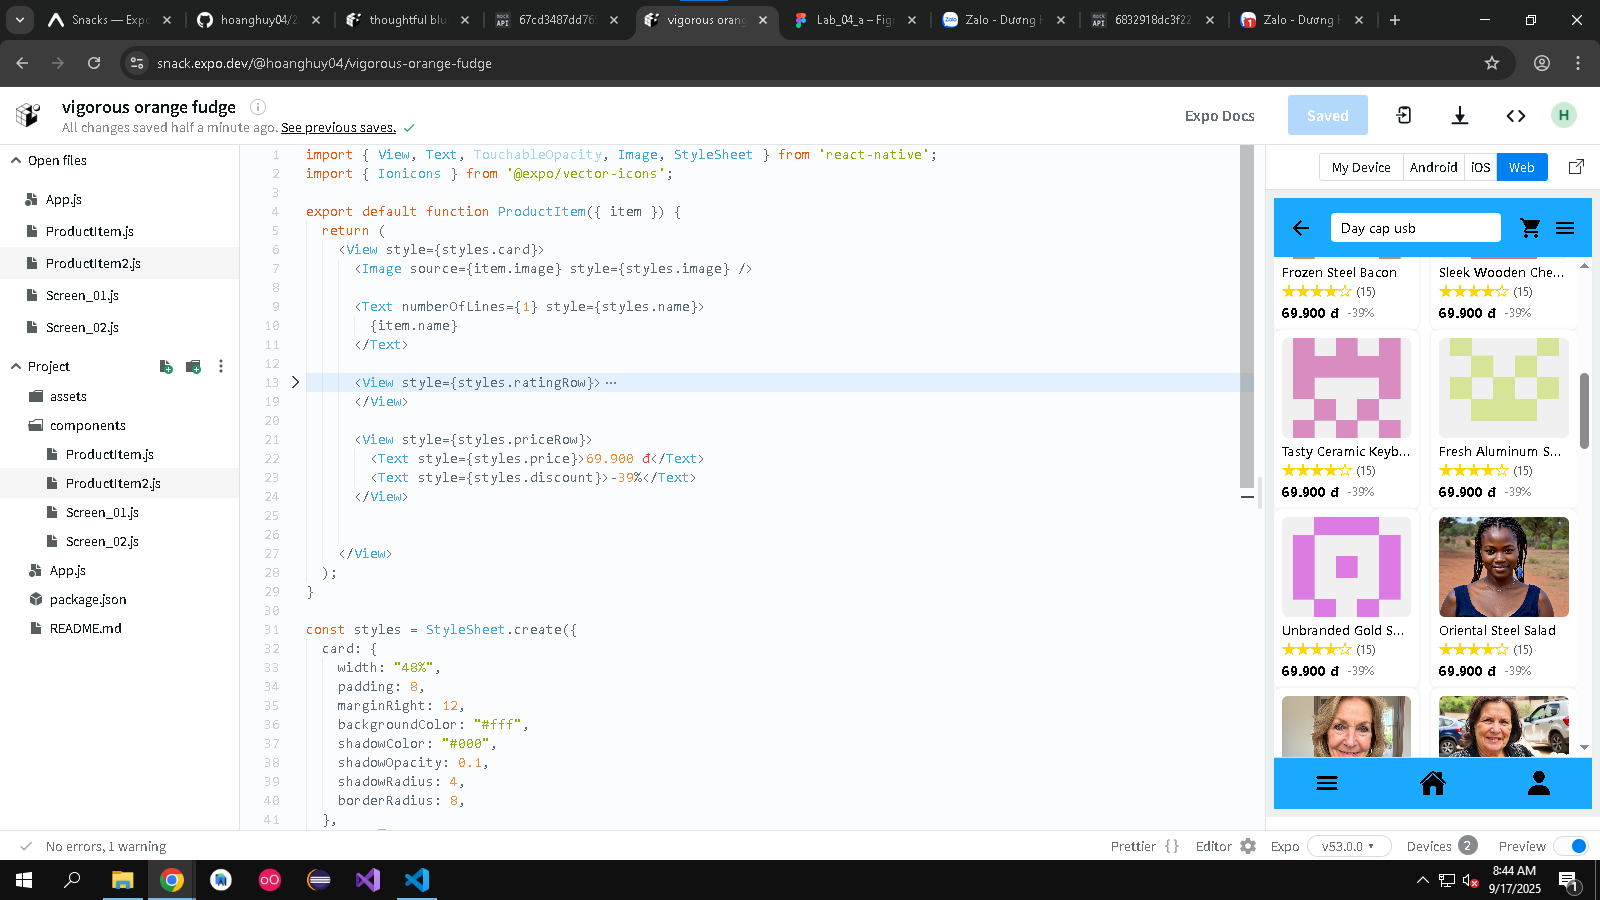 Snacks — Expo
hoanghuy04/2
thoughtful blu
67cd3487dd76
vigorous oran
Lab_04_a – Fig
Zalo - Dương H
6832918dc3f22
Zalo - Dương H
snack.expo.dev/@hoanghuy04/vigorous-orange-fudge
vigorous orange fudge
All changes saved half a minute ago. See previous saves.
Expo Docs
Saved
H
Open files
App.js
ProductItem.js
ProductItem2.js
Screen_01.js
Screen_02.js
Project
assets
components
ProductItem.js
ProductItem2.js
Screen_01.js
Screen_02.js
App.js
package.json
README.md
1 import { View, Text, TouchableOpacity, Image, StyleSheet } from 'react-native';
2 import { Ionicons } from '@expo/vector-icons';
3
4 export default function ProductItem({ item }) {
5 return (
6 <View style={styles.card}>
7 <Image source={item.image} style={styles.image} />
8
9 <Text numberOfLines={1} style={styles.name}>
10 {item.name}
11 </Text>
12
13 <View style={styles.ratingRow}> ⋯
19 </View>
20
21 <View style={styles.priceRow}>
22 <Text style={styles.price}>69.900 đ</Text>
23 <Text style={styles.discount}>-39%</Text>
24 </View>
25
26
27 </View>
28 );
29 }
30
31 const styles = StyleSheet.create({
32 card: {
33 width: "48%",
34 padding: 8,
35 marginRight: 12,
36 backgroundColor: "#fff",
37 shadowColor: "#000",
38 shadowOpacity: 0.1,
39 shadowRadius: 4,
40 borderRadius: 8,
41 },
My Device Android iOS Web
Day cap usb
Frozen Steel Bacon
(15)
69.900 đ -39%
Sleek Wooden Che...
(15)
69.900 đ -39%
Tasty Ceramic Keyb...
(15)
69.900 đ -39%
Fresh Aluminum S...
(15)
69.900 đ -39%
Unbranded Gold S...
(15)
69.900 đ -39%
Oriental Steel Salad
(15)
69.900 đ -39%
No errors, 1 warning
Prettier {} Editor Expo v53.0.0 Devices 2 Preview
8:44 AM
9/17/2025
1